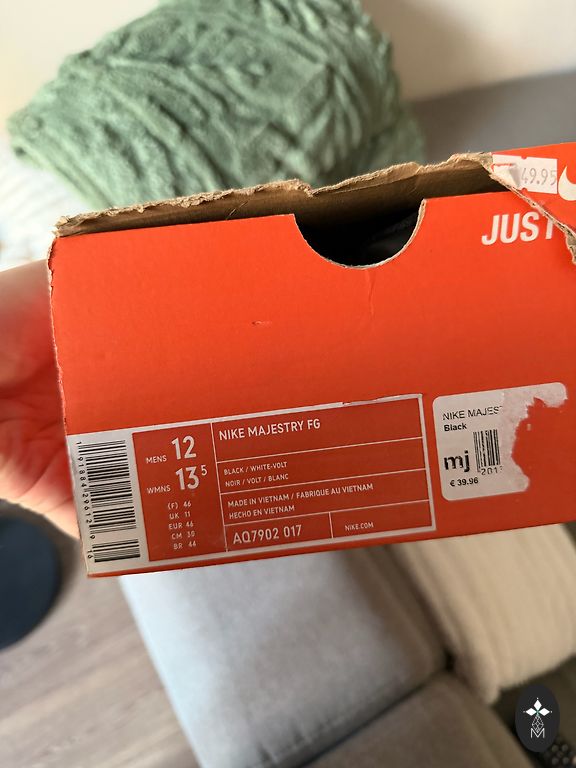 49.95
JUST
MENS 12
WMNS 13⁵
(F) 46
UK 11
EUR 46
CM 30
BR 44
NIKE MAJESTRY FG
BLACK / WHITE-VOLT
NOIR / VOLT / BLANC
MADE IN VIETNAM / FABRIQUE AU VIETNAM
HECHO EN VIETNAM
AQ7902 017
NIKE.COM
NIKE MAJES
Black
mj
201
€ 39.96
M